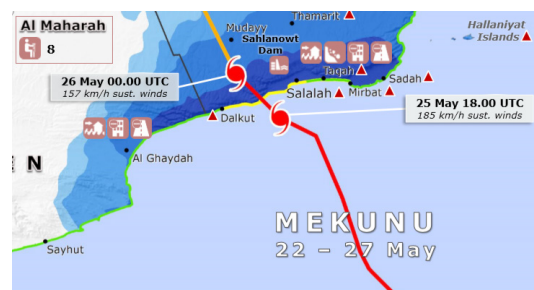 Al Maharah
8
Thamarit
Mudayy
Hallaniyat
Islands
Sahlanowt
Dam
26 May 00.00 UTC
157 km/h sust. winds
Taqah
Sadah
Salalah
Mirbat
25 May 18.00 UTC
185 km/h sust. winds
Dalkut
E N
Al Ghaydah
MEKUNU
22 – 27 May
Sayhut